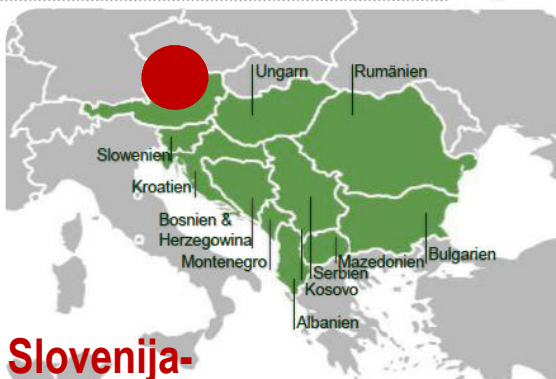 Ungarn
Rumänien
Slowenien
Kroatien
Bosnien &
Herzegowina
Montenegro
Serbien
Kosovo
Mazedonien
Bulgarien
Albanien
Slovenija-